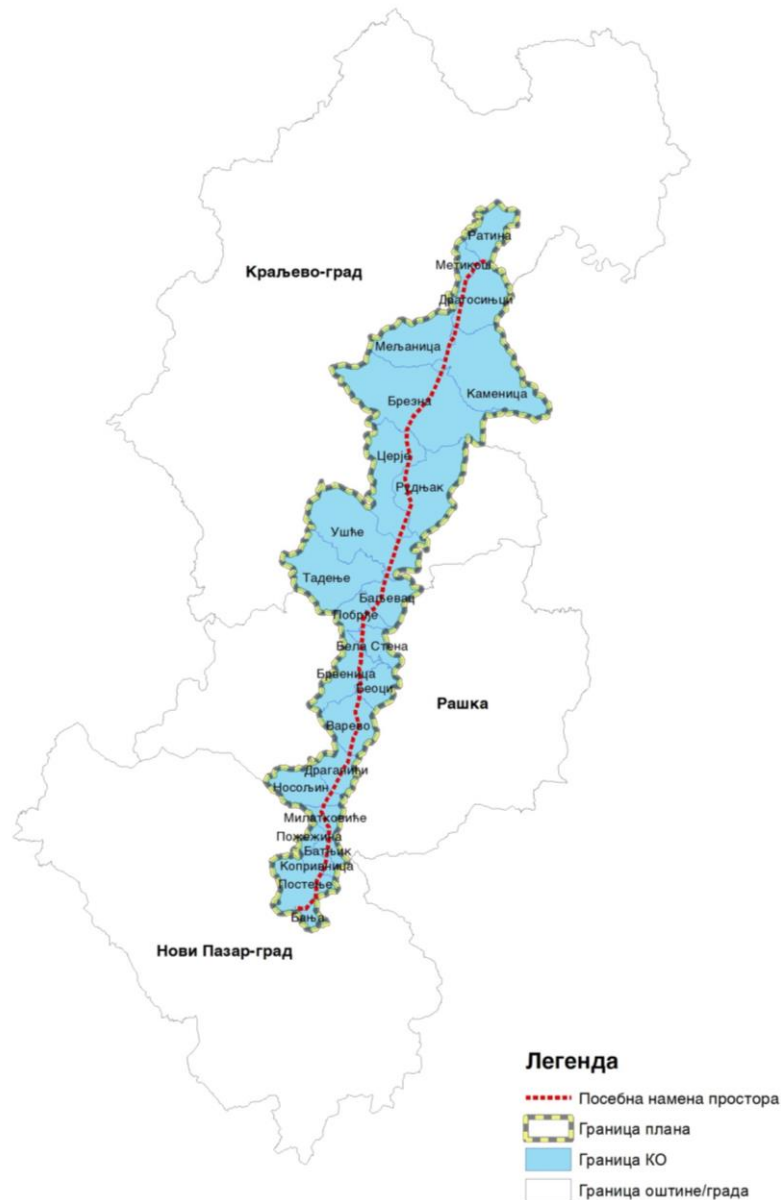 Ратина
Метикош
Краљево-град
Драгосињци
Мељаница
Каменица
Брезна
Церје
Рудњак
Ушће
Тадење
Баљевац
Побрђе
Бела Стена
Брвеница
Беоци
Рашка
Варево
Драганићи
Носољин
Милатковиће
Пожежина
Батњик
Копривница
Постење
Бања
Нови Пазар-град
Легенда
Посебна намена простора
Граница плана
Граница КО
Граница општине/града